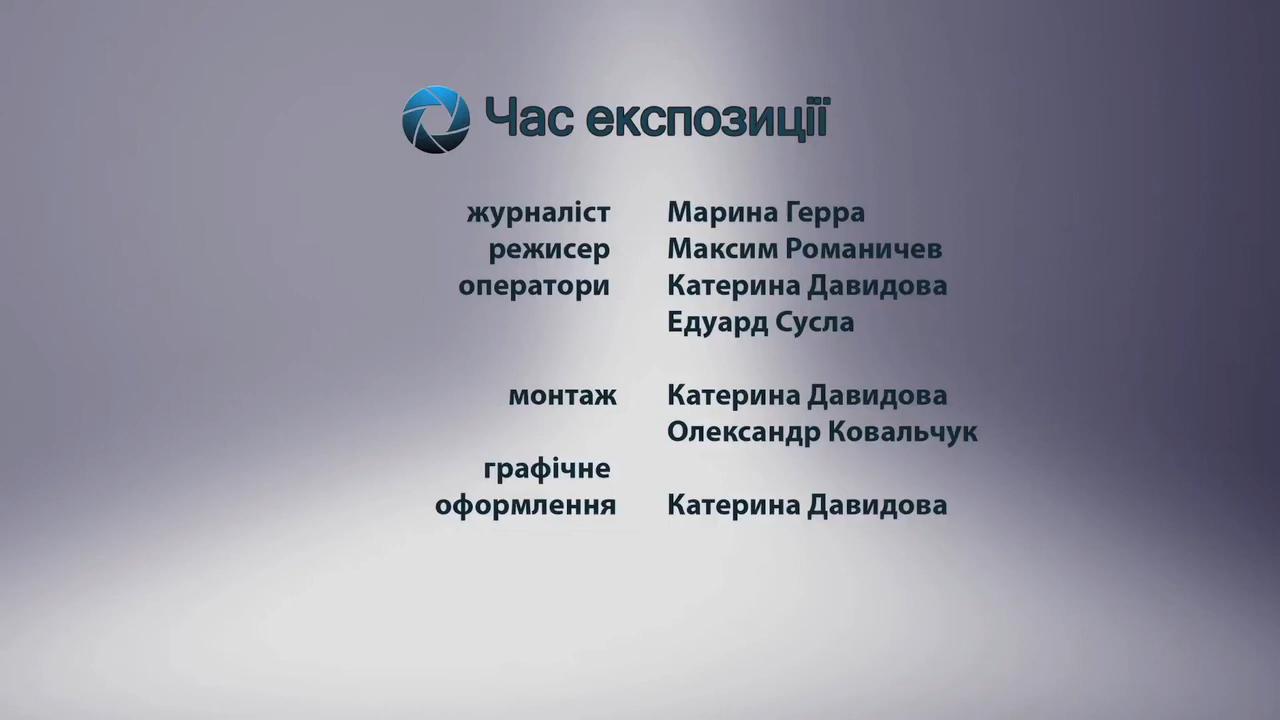 Час експозиції
журналіст Марина Герра
режисер Максим Романичев
оператори Катерина Давидова
Едуард Сусла
монтаж Катерина Давидова
Олександр Ковальчук
графічне
оформлення Катерина Давидова